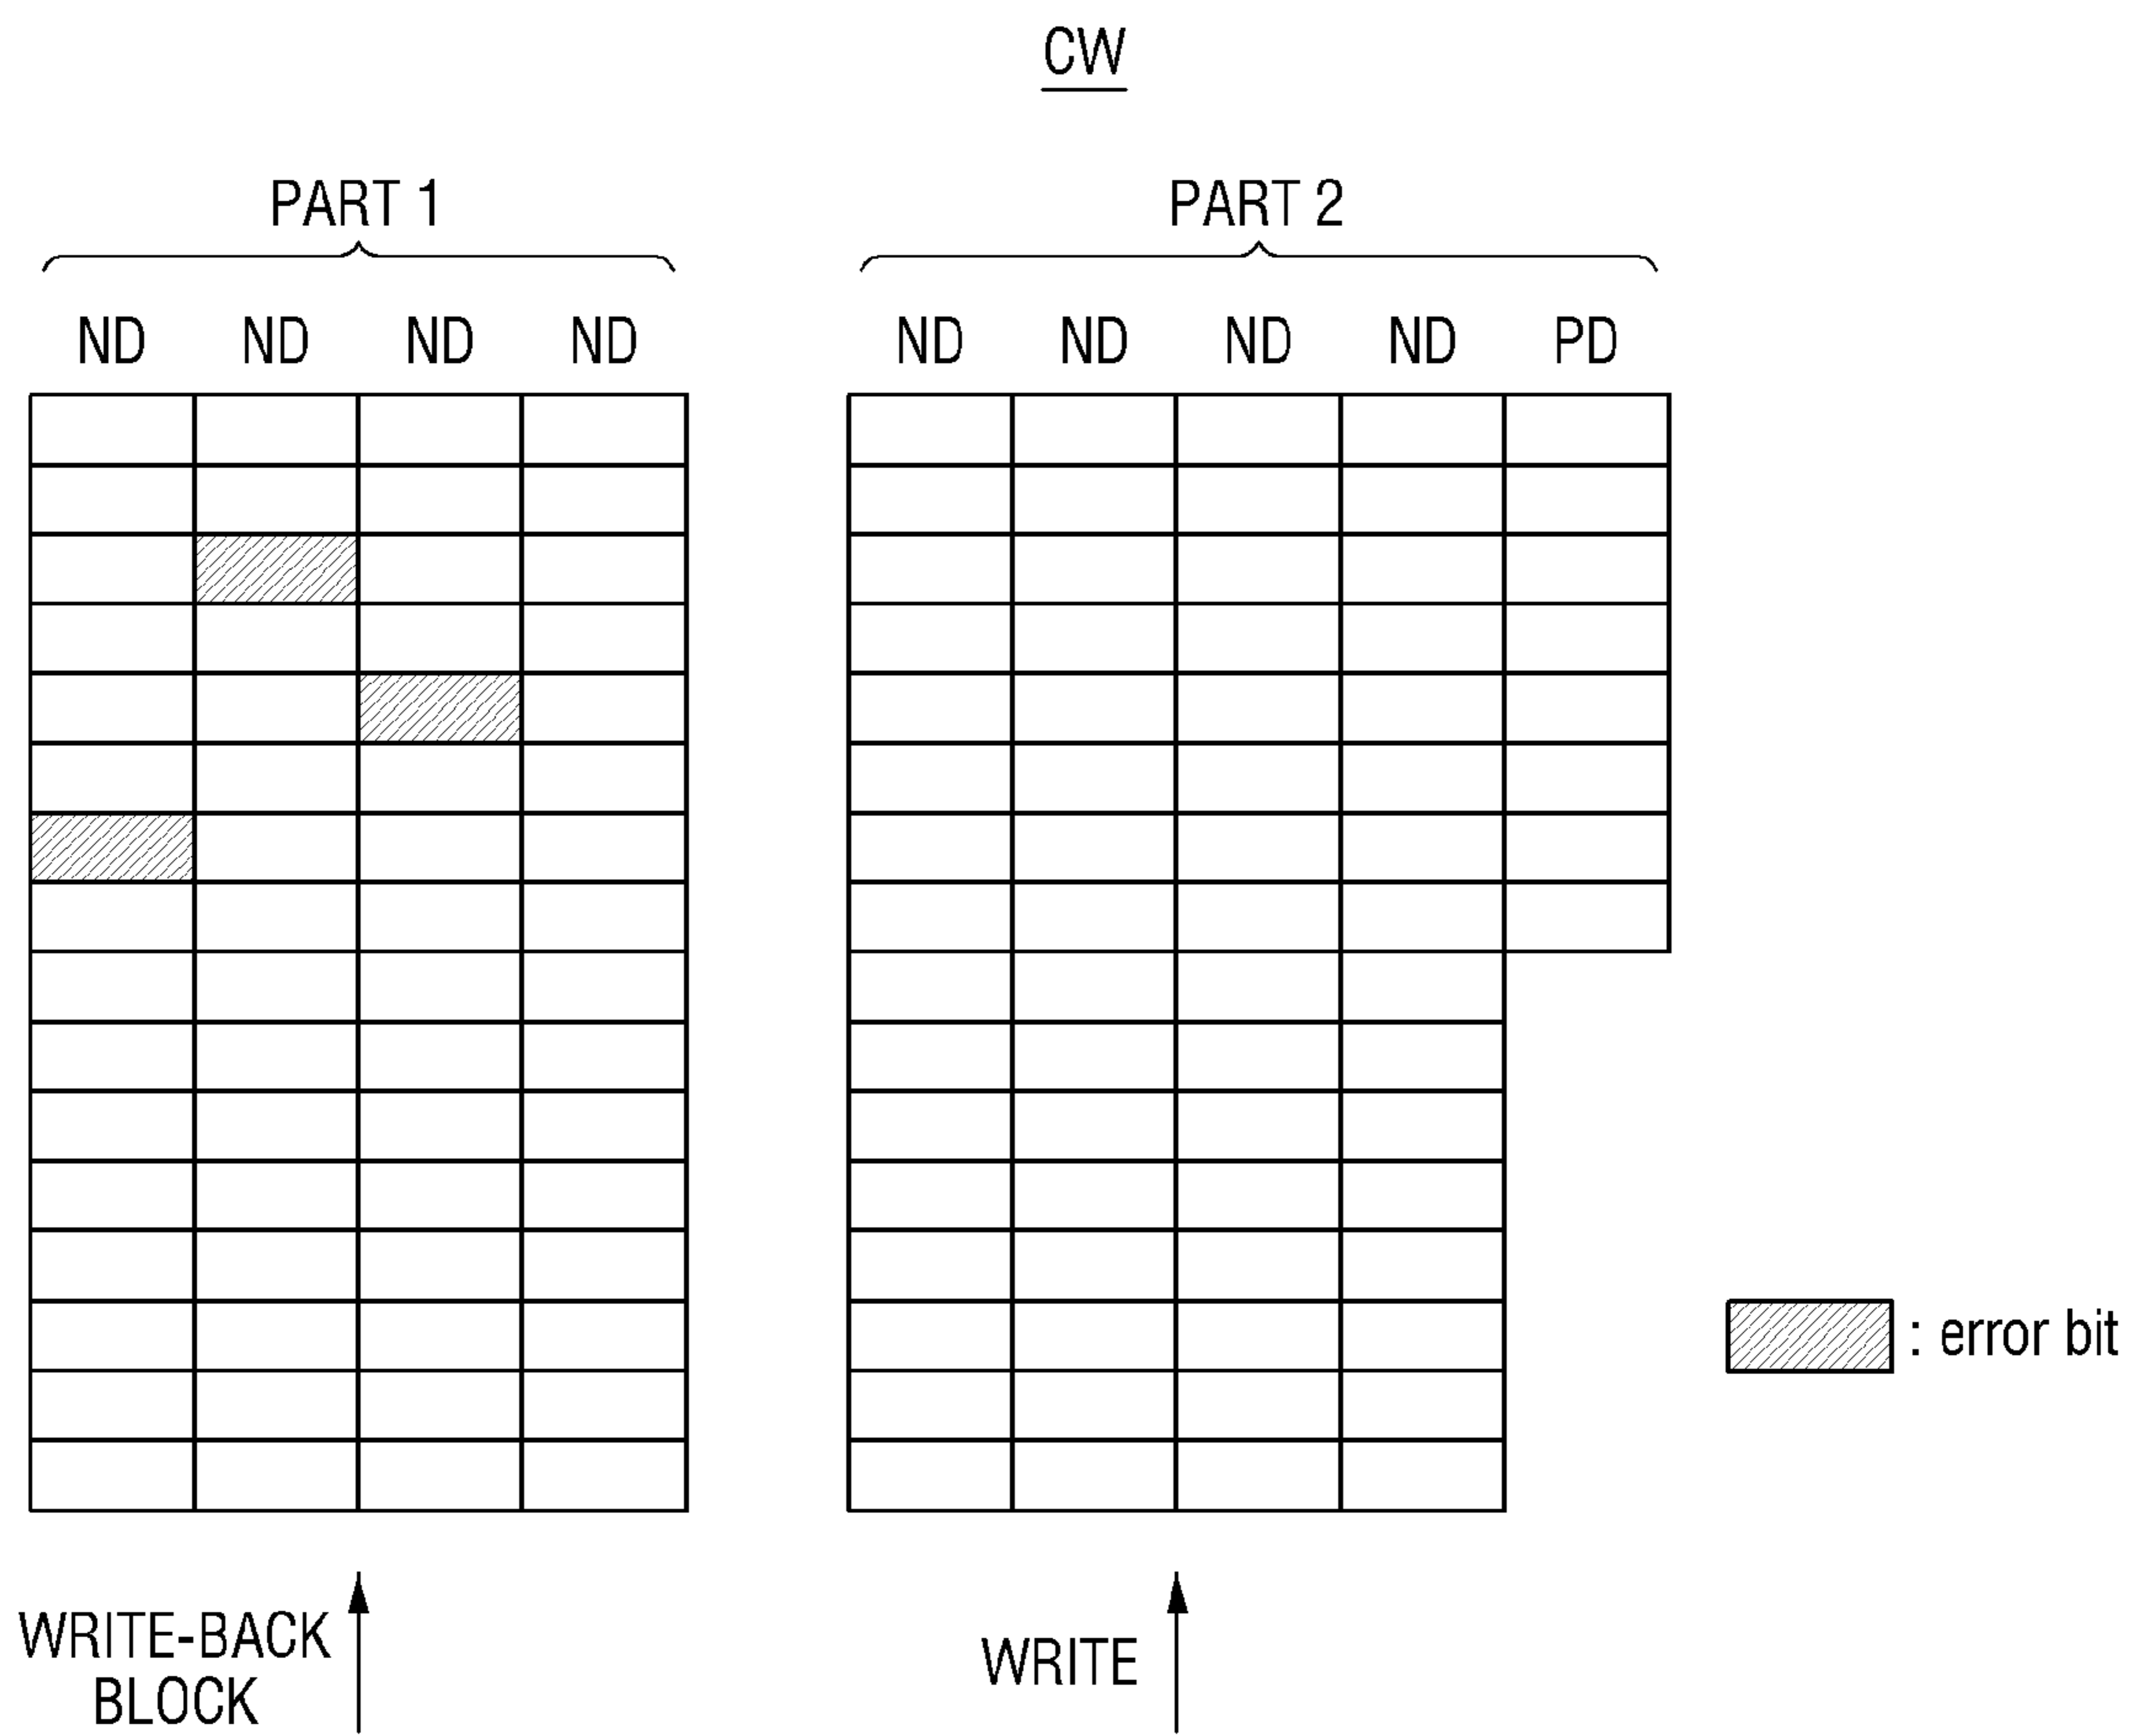 CW
PART 1
PART 2
ND ND ND ND
ND ND ND ND PD
: error bit
WRITE-BACK
BLOCK
WRITE